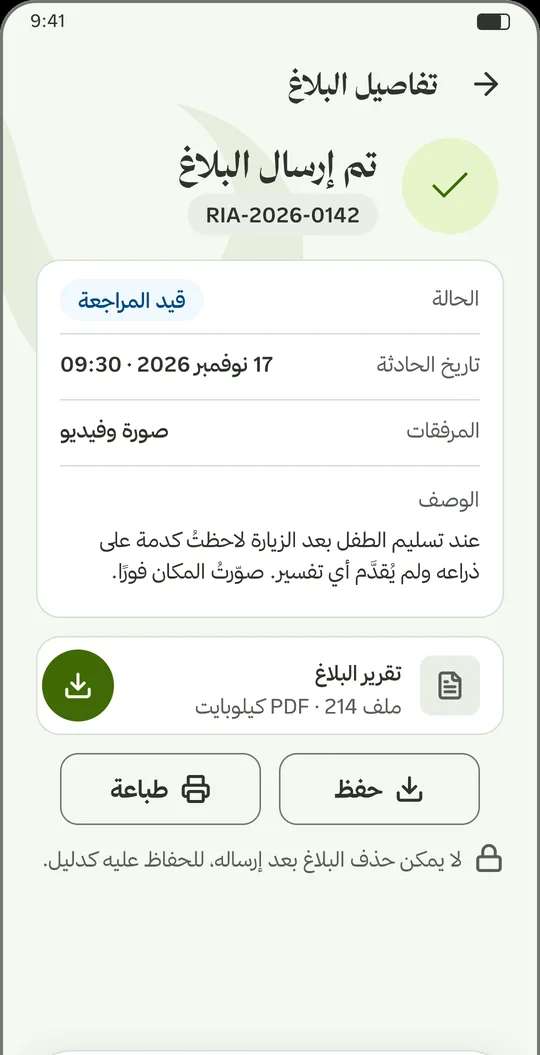 9:41
تفاصيل البلاغ
تم إرسال البلاغ
RIA-2026-0142
الحالة
قيد المراجعة
تاريخ الحادثة
17 نوفمبر 2026 · 09:30
المرفقات
صورة وفيديو
الوصف
عند تسليم الطفل بعد الزيارة لاحظتُ كدمة على
ذراعه ولم يُقدَّم أي تفسير. صوّرتُ المكان فورًا.
تقرير البلاغ
ملف PDF · 214 كيلوبايت
حفظ
طباعة
لا يمكن حذف البلاغ بعد إرساله، للحفاظ عليه كدليل.